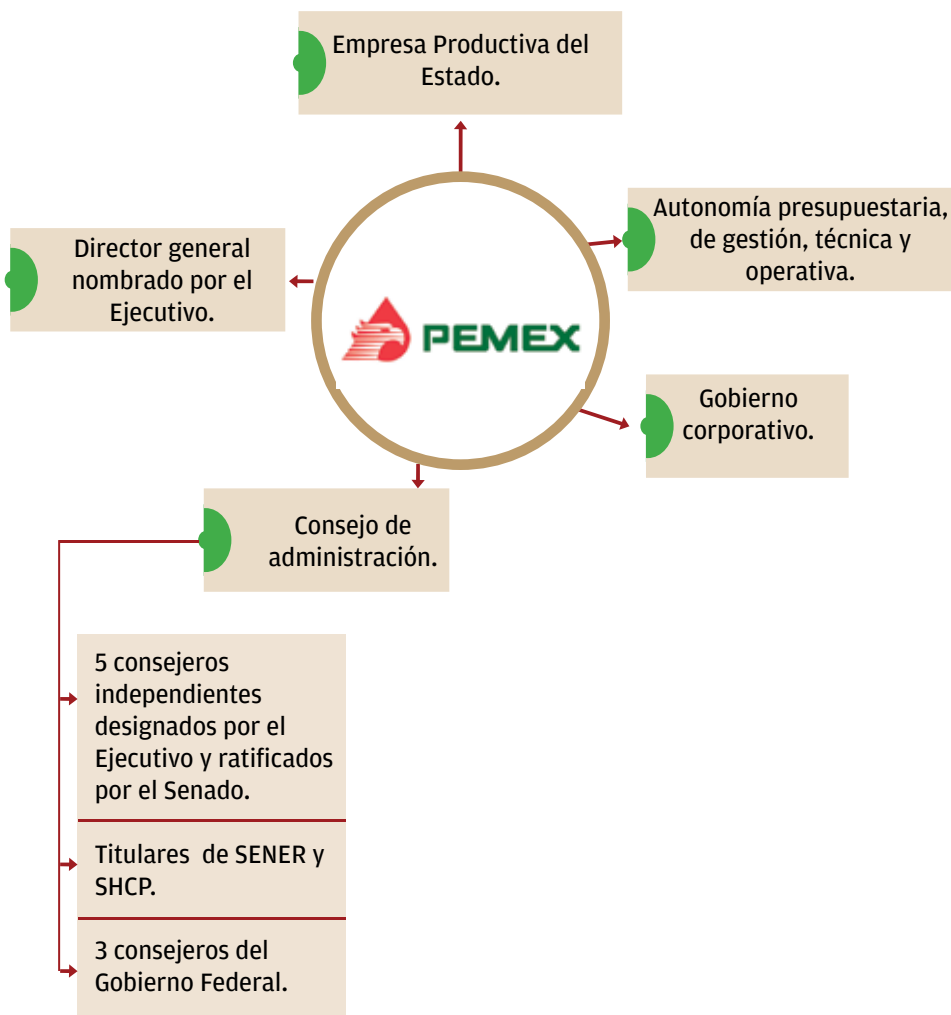 Empresa Productiva del
Estado.
Autonomía presupuestaria,
de gestión, técnica y
operativa.
Director general
nombrado por el
Ejecutivo.
PEMEX
Gobierno
corporativo.
Consejo de
administración.
5 consejeros
independientes
designados por el
Ejecutivo y ratificados
por el Senado.
Titulares de SENER y
SHCP.
3 consejeros del
Gobierno Federal.